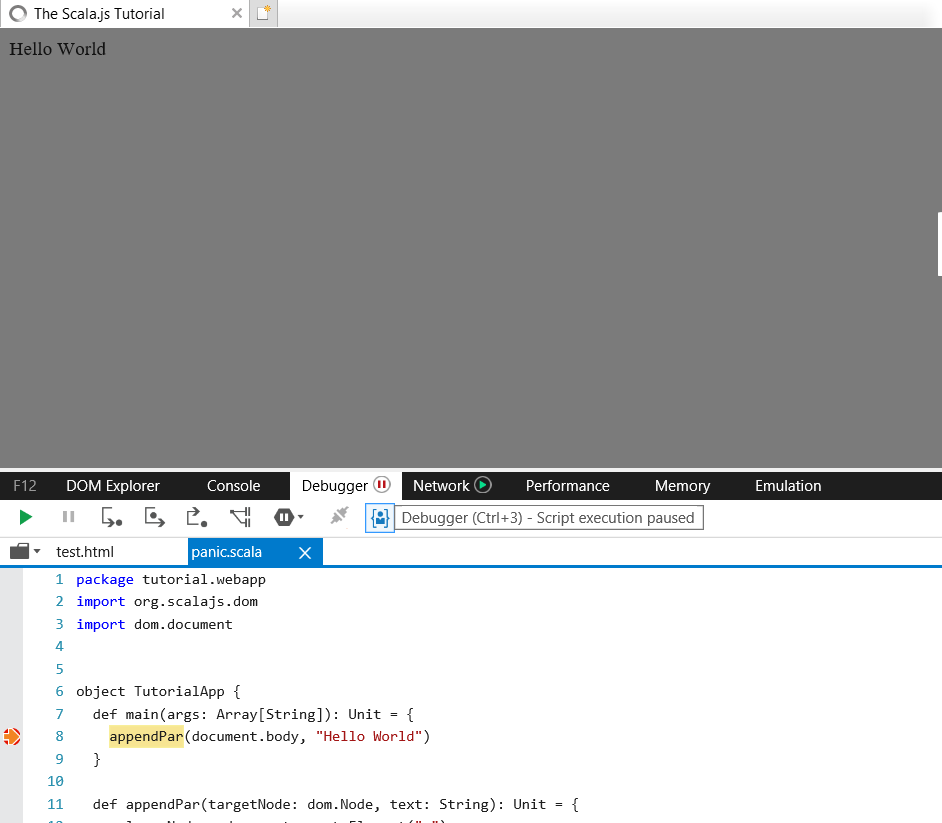 The Scala.js Tutorial
Hello World
F12 DOM Explorer Console Debugger Network Performance Memory Emulation
Debugger (Ctrl+3) - Script execution paused
test.html panic.scala
1 package tutorial.webapp
2 import org.scalajs.dom
3 import dom.document
4
5
6 object TutorialApp {
7 def main(args: Array[String]): Unit = {
8 appendPar(document.body, "Hello World")
9 }
10
11 def appendPar(targetNode: dom.Node, text: String): Unit = {